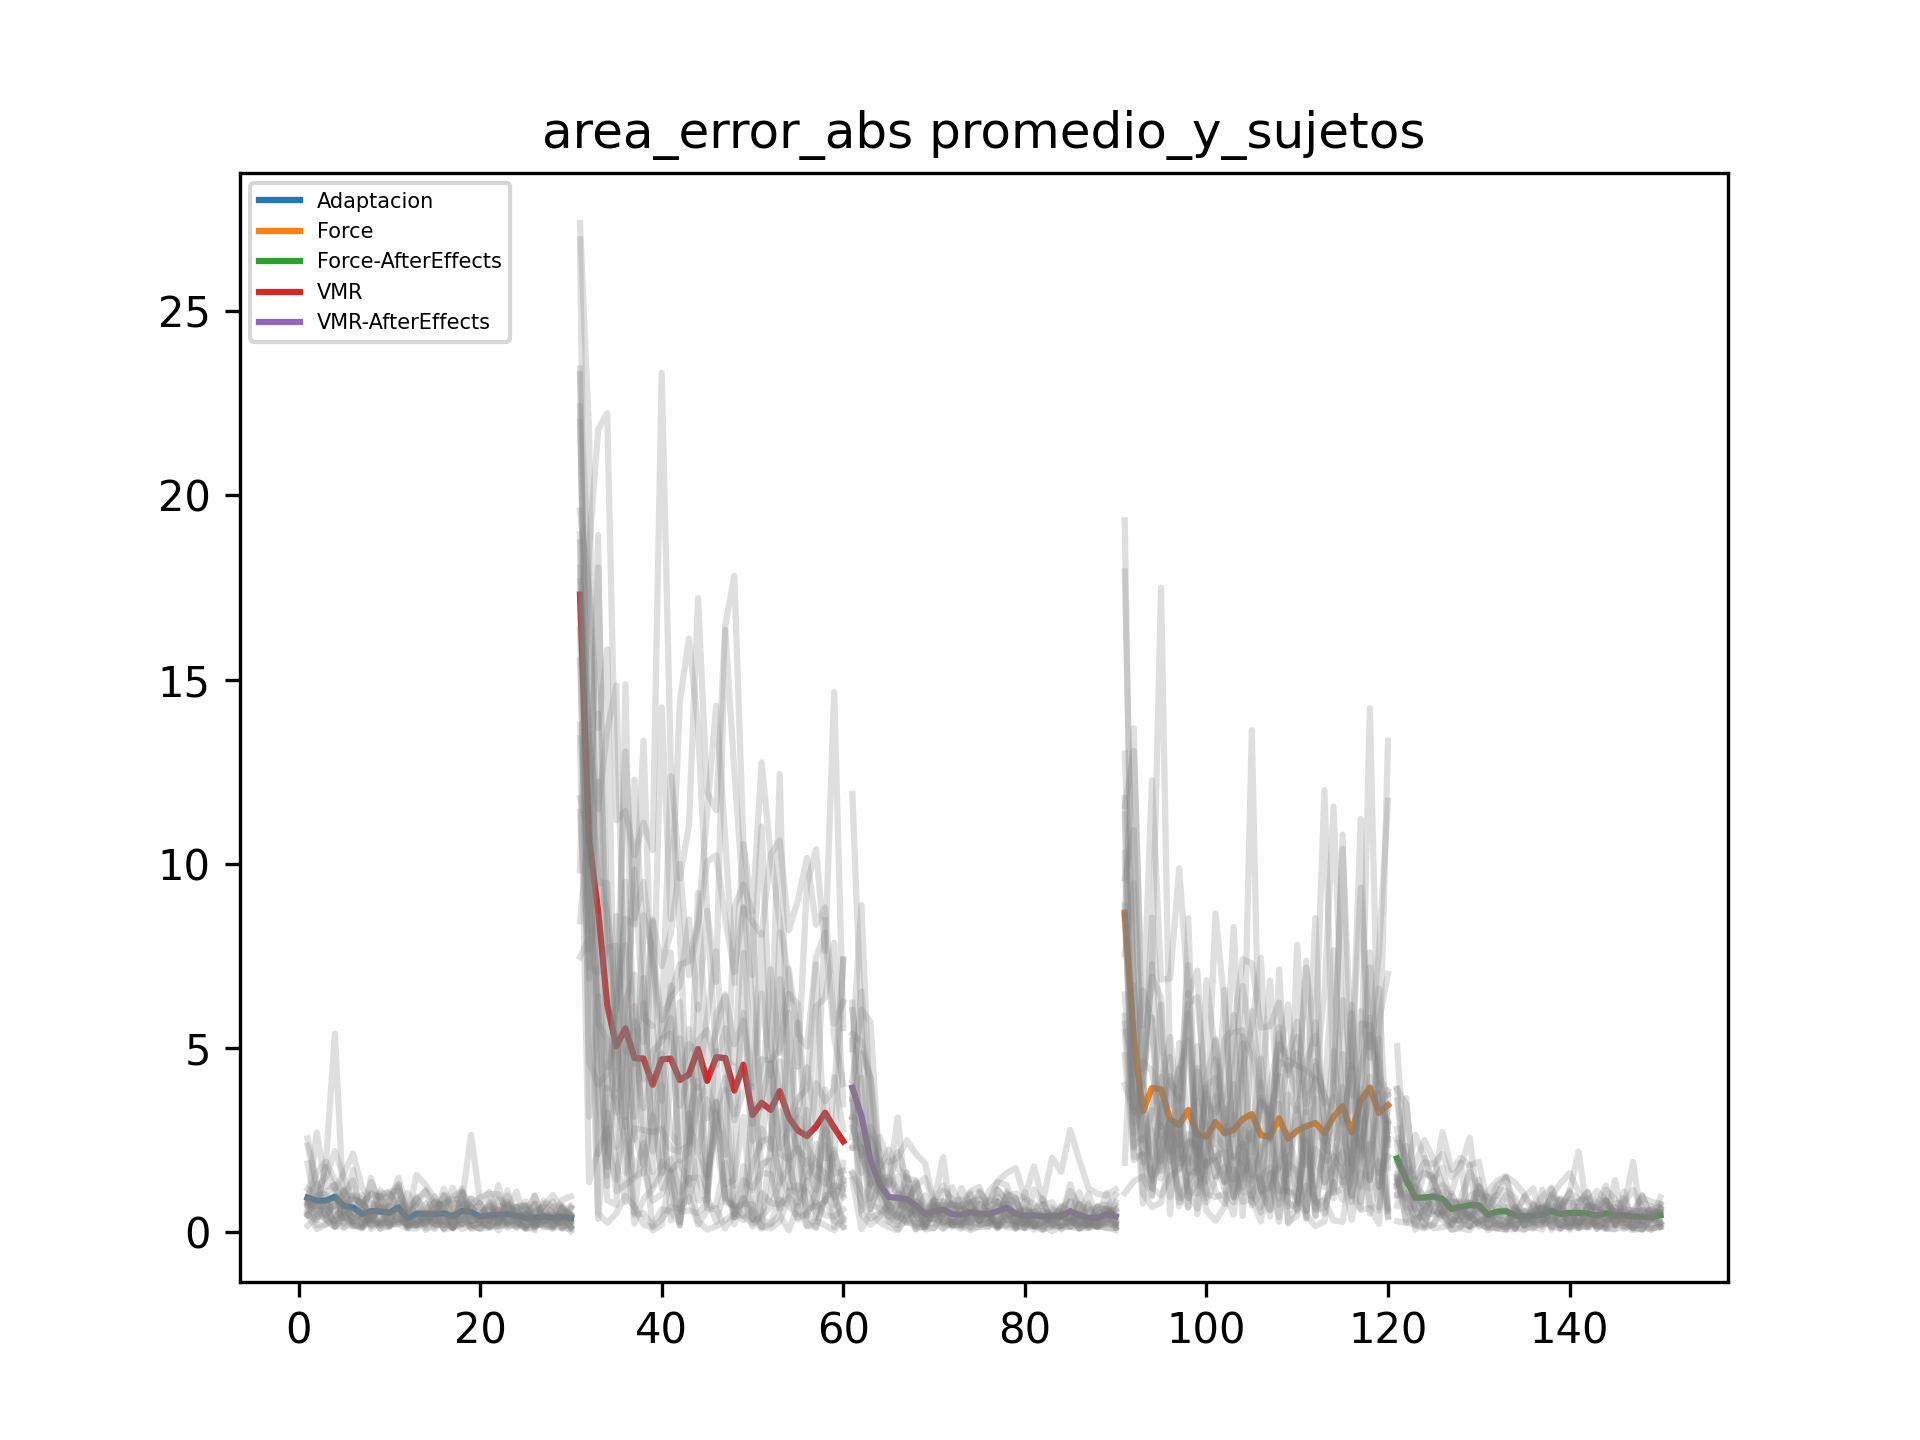 area_error_abs promedio_y_sujetos
Adaptacion
Force
Force-AfterEffects
VMR
VMR-AfterEffects
25
20
15
10
5
0
0 20 40 60 80 100 120 140